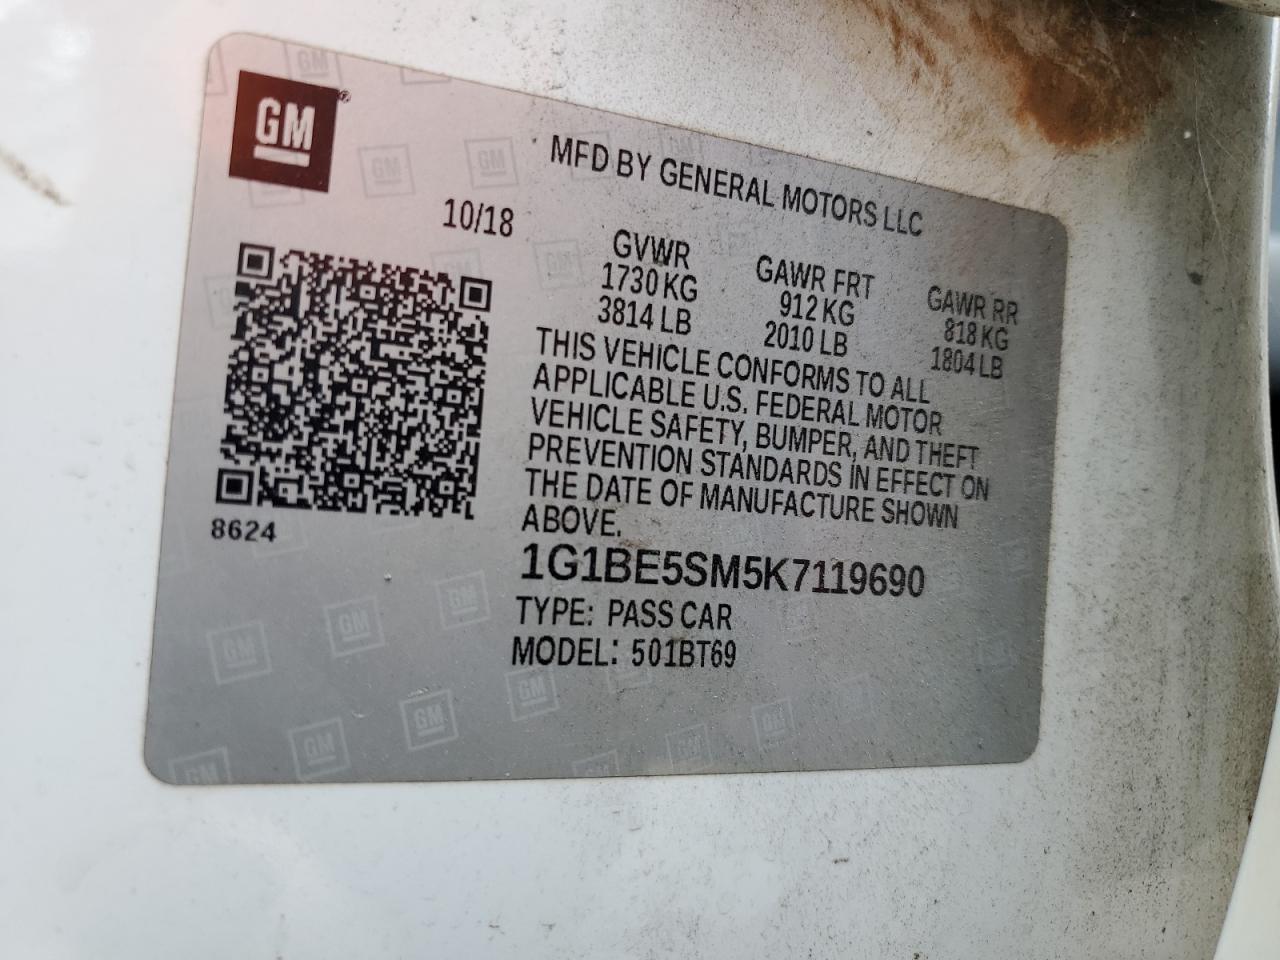 GM
MFD BY GENERAL MOTORS LLC
10/18
GVWR
1730 KG
3814 LB
GAWR FRT
912 KG
2010 LB
GAWR RR
818 KG
1804 LB
THIS VEHICLE CONFORMS TO ALL
APPLICABLE U.S. FEDERAL MOTOR
VEHICLE SAFETY, BUMPER, AND THEFT
PREVENTION STANDARDS IN EFFECT ON
THE DATE OF MANUFACTURE SHOWN
ABOVE.
8624
1G1BE5SM5K7119690
TYPE: PASS CAR
MODEL: 501BT69